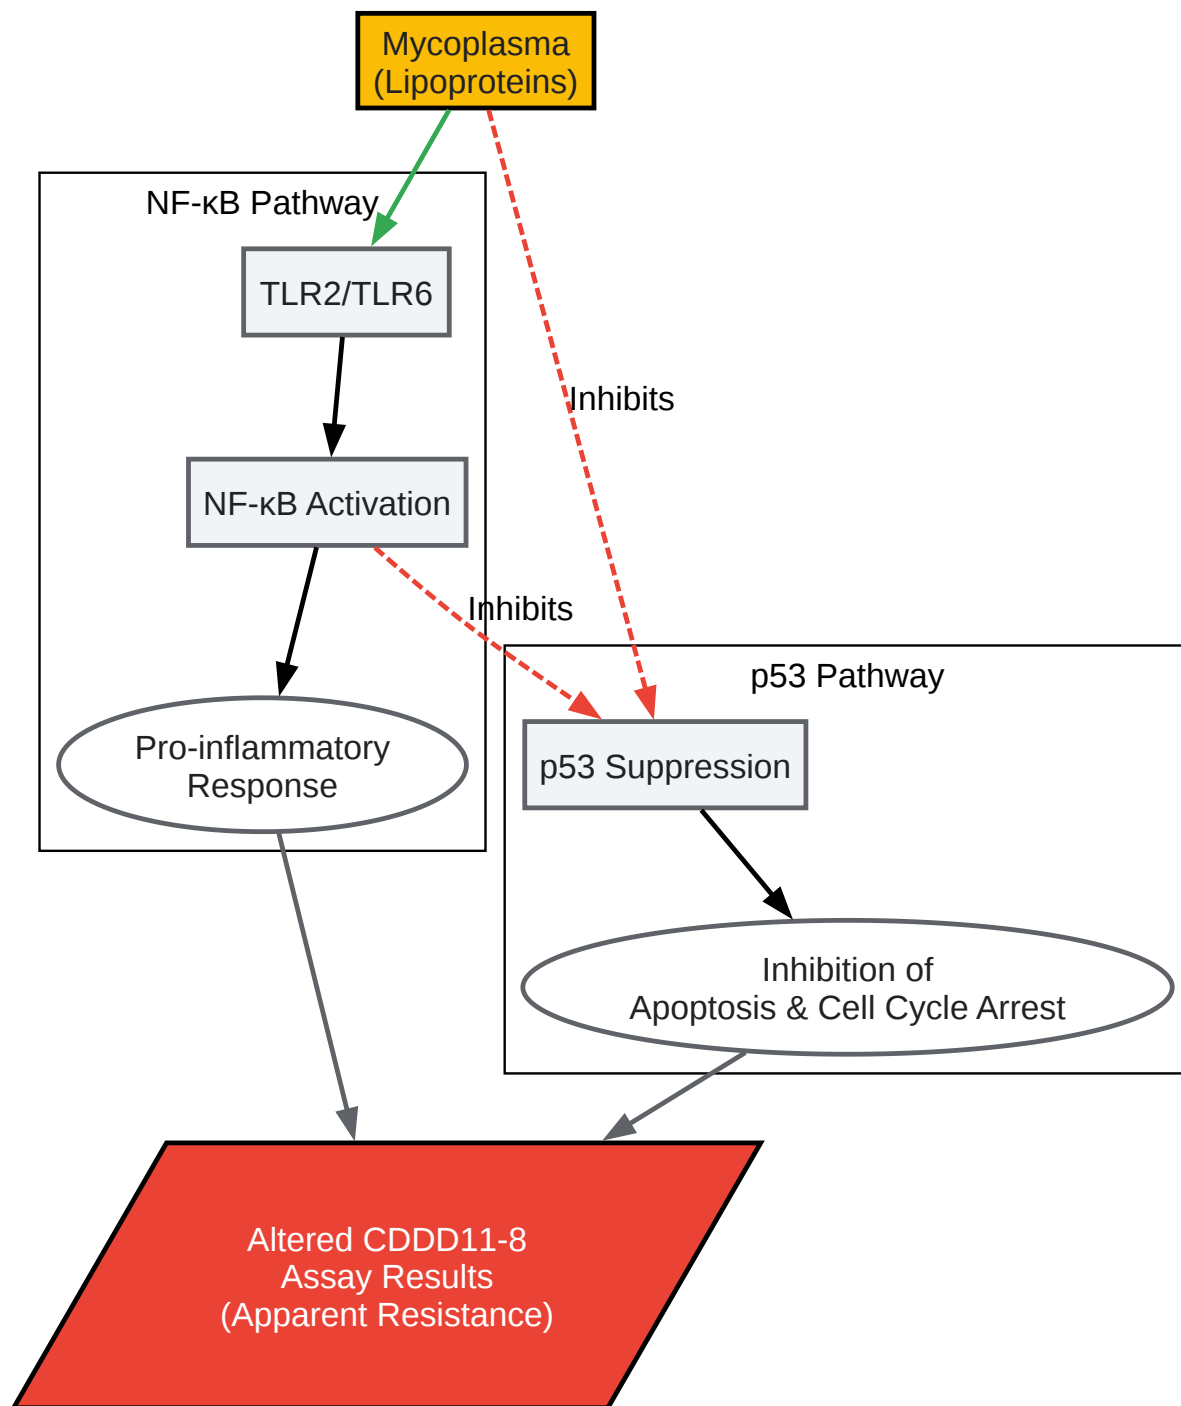 Mycoplasma
(Lipoproteins)
NF-κB Pathway
TLR2/TLR6
Inhibits
NF-κB Activation
Inhibits
p53 Pathway
Pro-inflammatory
Response
p53 Suppression
Inhibition of
Apoptosis & Cell Cycle Arrest
Altered CDDD11-8
Assay Results
(Apparent Resistance)